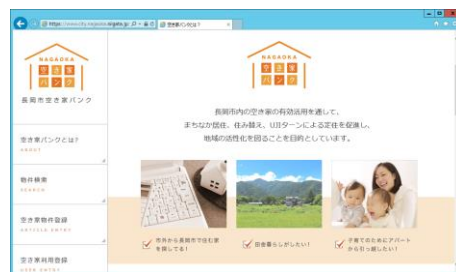 空き家バンクとは?
NAGAOKA
空き家
バンク
長岡市空き家バンク
空き家バンクとは?
ABOUT
物件検索
SEARCH
空き家物件登録
ARTICLE ENTRY
空き家利用登録
USER ENTRY
NAGAOKA
空き家
バンク
長岡市内の空き家の有効活用を通して、
まちなか居住、住み替え、UJIターンによる定住を促進し、
地域の活性化を図ることを目的としています。
市外から長岡市で住む家
を探してる!
田舎暮らしがしたい!
子育てのためにアパート
から引っ越したい!